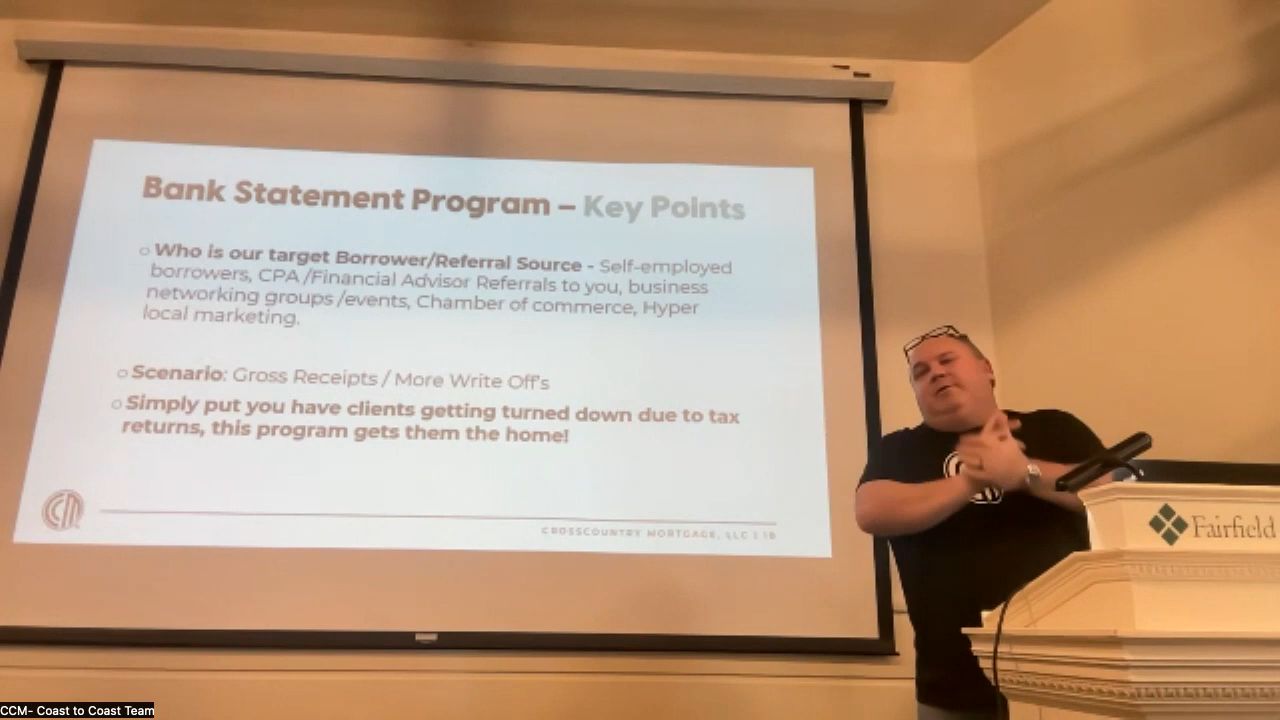 Bank Statement Program – Key Points
○ Who is our target Borrower/Referral Source - Self-employed
borrowers, CPA /Financial Advisor Referrals to you, business
networking groups /events, Chamber of commerce, Hyper
local marketing.
○ Scenario: Gross Receipts / More Write Off's
○ Simply put you have clients getting turned down due to tax
returns, this program gets them the home!
CROSSCOUNTRY MORTGAGE, LLC | 18
Fairfield
CCM- Coast to Coast Team